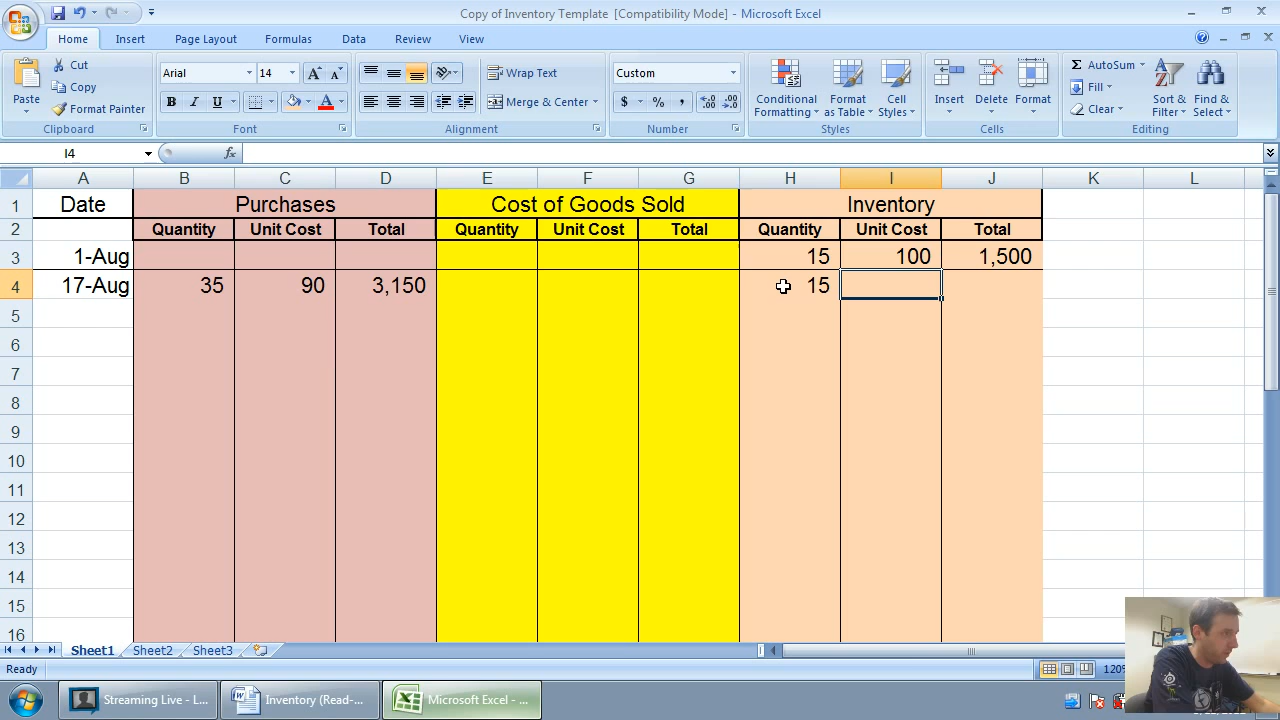 Copy of Inventory Template [Compatibility Mode] - Microsoft Excel
Home Insert Page Layout Formulas Data Review View
Paste
Cut
Copy
Format Painter
Clipboard
Arial 14
B I U
Font
Wrap Text
Merge & Center
Alignment
Custom
$ % ,
Number
Conditional Formatting
Format as Table
Cell Styles
Styles
Insert
Delete
Format
Cells
Σ AutoSum
Fill
Clear
Sort & Filter
Find & Select
Editing
I4 fx
A B C D E F G H I J K L
1 Date Purchases Cost of Goods Sold Inventory
2 Quantity Unit Cost Total Quantity Unit Cost Total Quantity Unit Cost Total
3 1-Aug 15 100 1,500
4 17-Aug 35 90 3,150 15
5
6
7
8
9
10
11
12
13
14
15
16
Sheet1 Sheet2 Sheet3
Ready 120%
Streaming Live - L... Inventory (Read-... Microsoft Excel - ...